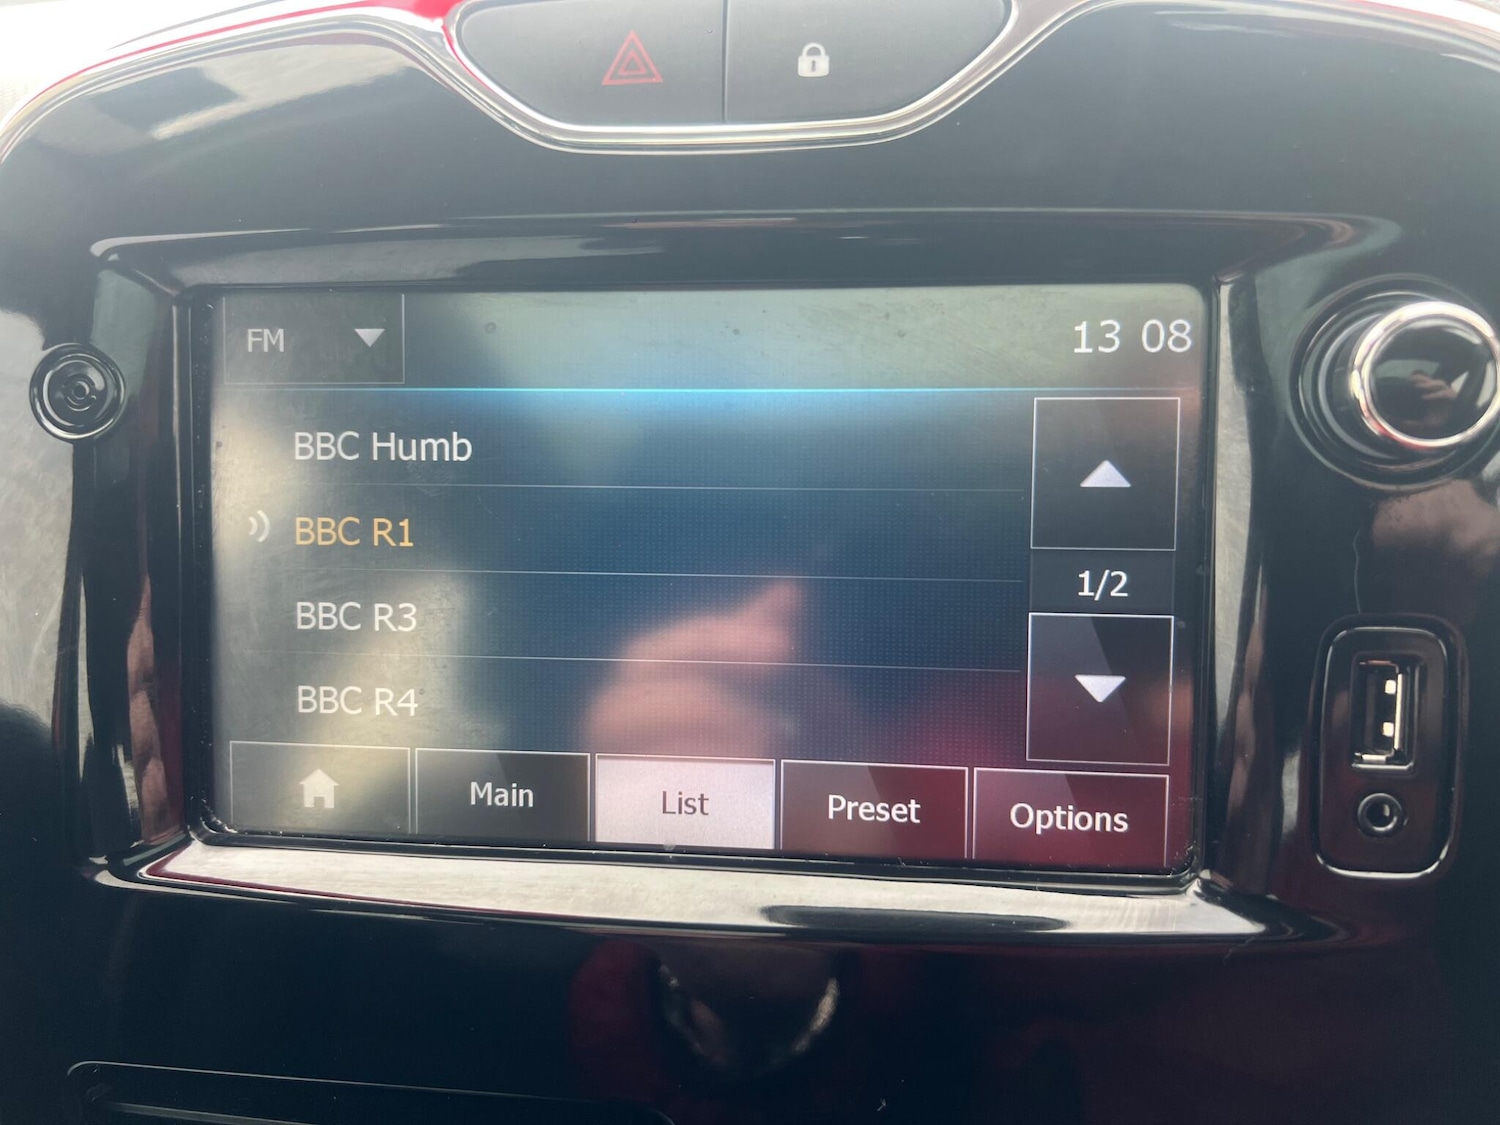 FM
13 08
BBC Humb
BBC R1
BBC R3
BBC R4
1/2
Main
List
Preset
Options